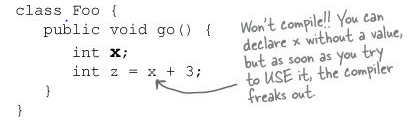 class Foo {
public void go() {
int x;
int z = x + 3;
}
}
Won't compile!! You can
declare x without a value,
but as soon as you try
to USE it, the compiler
freaks out.